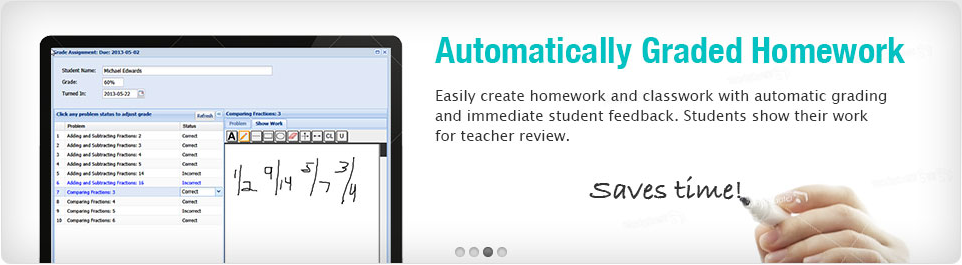 Grade Assignment: Due: 2013-05-02
Student Name: Michael Edwards
Grade: 60%
Turned In: 2013-05-22
Click any problem status to adjust grade Refresh
Problem Status
1 Adding and Subtracting Fractions: 2 Correct
2 Adding and Subtracting Fractions: 3 Correct
3 Adding and Subtracting Fractions: 4 Correct
4 Adding and Subtracting Fractions: 5 Correct
5 Adding and Subtracting Fractions: 14 Incorrect
6 Adding and Subtracting Fractions: 16 Incorrect
7 Comparing Fractions: 3 Correct
8 Comparing Fractions: 4 Correct
9 Comparing Fractions: 5 Incorrect
10 Comparing Fractions: 6 Correct
Comparing Fractions: 3
Problem Show Work
A CL U
1/2 9/14 5/7 3/4
Automatically Graded Homework
Easily create homework and classwork with automatic grading
and immediate student feedback. Students show their work
for teacher review.
Saves time!